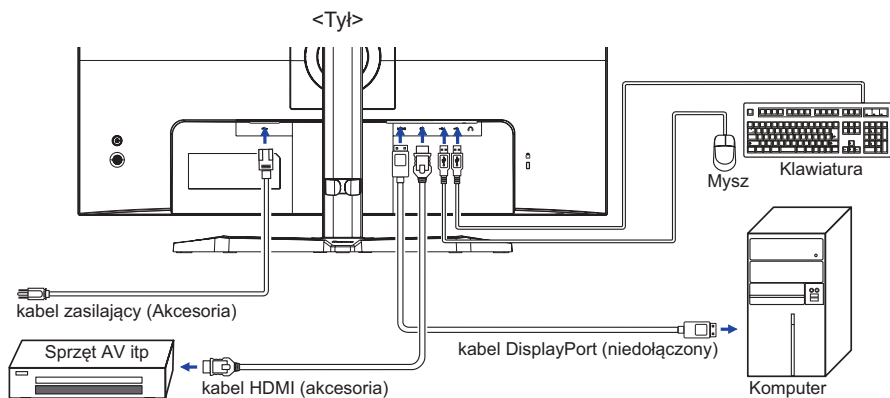 <Tył>
Mysz
Klawiatura
kabel zasilający (Akcesoria)
Sprzęt AV itp
kabel HDMI (akcesoria)
kabel DisplayPort (niedołączony)
Komputer